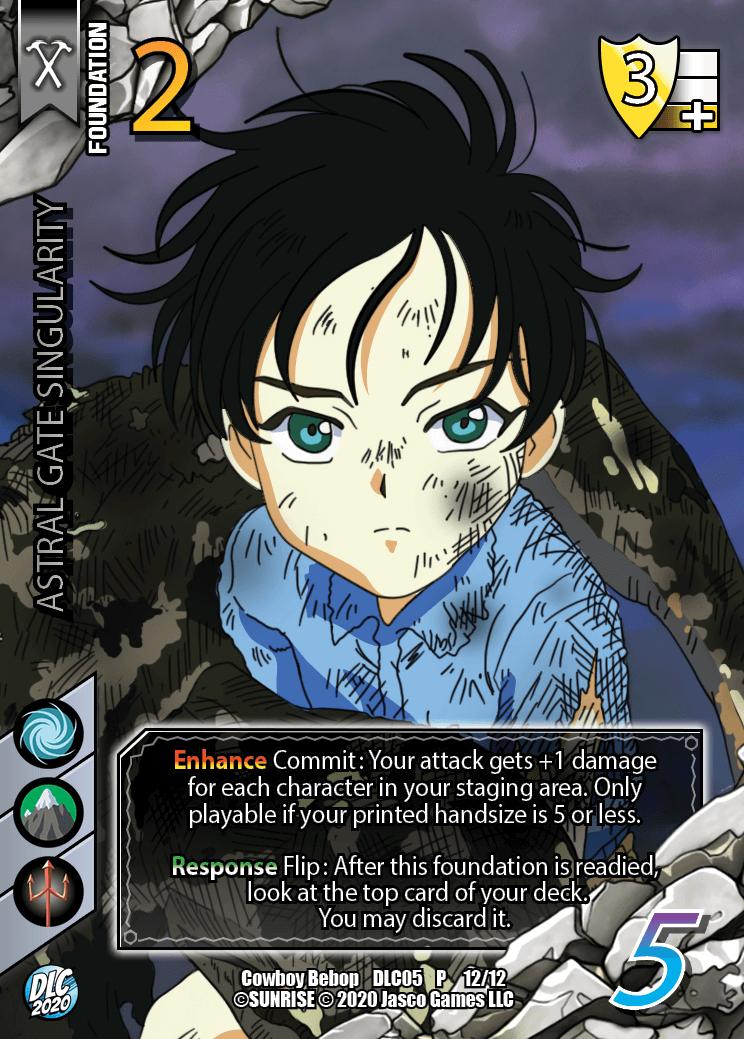 FOUNDATION
2
3
+
ASTRAL GATE SINGULARITY
Enhance Commit: Your attack gets +1 damage
for each character in your staging area. Only
playable if your printed handsize is 5 or less.
Response Flip: After this foundation is readied,
look at the top card of your deck.
You may discard it.
5
DLC
2020
Cowboy Bebop DLC05 P 12/12
©SUNRISE © 2020 Jasco Games LLC